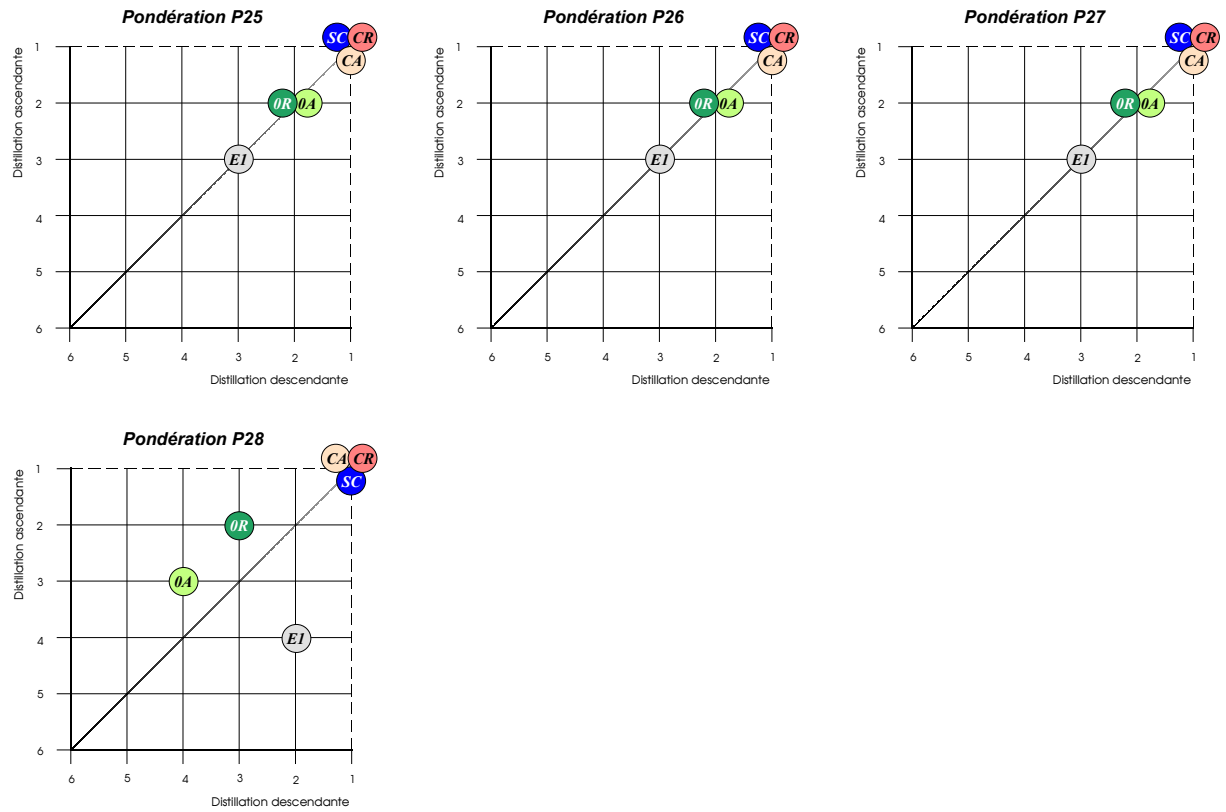 Pondération P25
SC CR
CA
0R 0A
E1
1
2
3
4
5
6
6 5 4 3 2 1
Distillation ascendante
Distillation descendante
Pondération P26
SC CR
CA
0R 0A
E1
1
2
3
4
5
6
6 5 4 3 2 1
Distillation ascendante
Distillation descendante
Pondération P27
SC CR
CA
0R 0A
E1
1
2
3
4
5
6
6 5 4 3 2 1
Distillation ascendante
Distillation descendante
Pondération P28
CA CR
SC
0R
0A
E1
1
2
3
4
5
6
6 5 4 3 2 1
Distillation ascendante
Distillation descendante